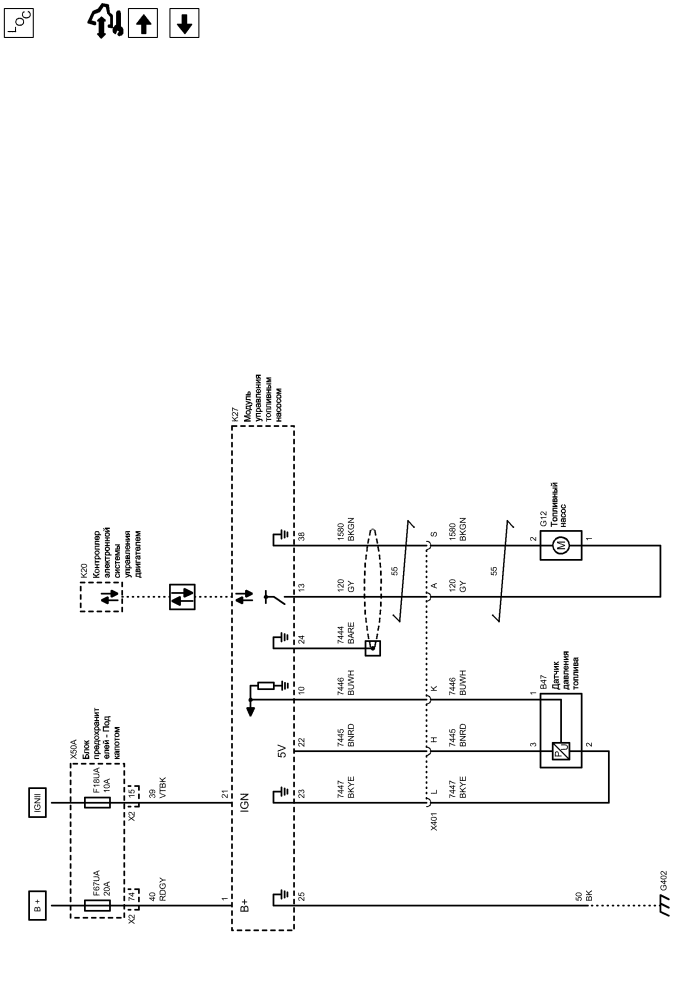 LOC
B +
IGNII
X50A
Блок
предохранит
елей - Под
капотом
F67UA
20A
F18UA
10A
X2
74
X2
15
40
RDGY
39
VTBK
K20
Контроллер
электронной
системы
управления
двигателем
K27
Модуль
управления
топливным
насосом
1
21
B+
IGN
5V
25
23
22
10
24
13
38
7447
BKYE
7445
BNRD
7446
BUWH
7444
BARE
120
GY
1580
BKGN
55
X401
L
H
K
A
S
7447
BKYE
7445
BNRD
7446
BUWH
120
GY
1580
BKGN
55
B47
Датчик
давления
топлива
3
1
P
U
2
G12
Топливный
насос
2
M
1
50
BK
G402